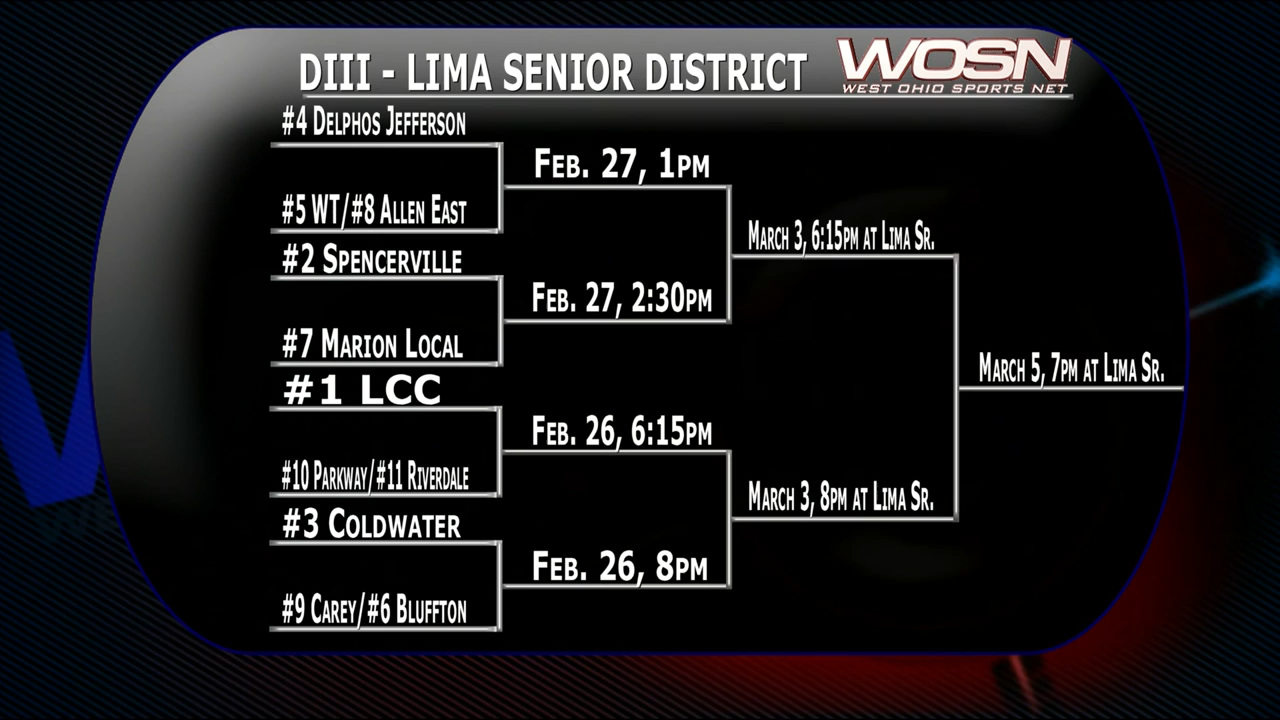 DIII - LIMA SENIOR DISTRICT
WOSN
WEST OHIO SPORTS NET
#4 DELPHOS JEFFERSON
FEB. 27, 1PM
#5 WT/#8 ALLEN EAST
MARCH 3, 6:15PM AT LIMA SR.
#2 SPENCERVILLE
FEB. 27, 2:30PM
#7 MARION LOCAL
MARCH 5, 7PM AT LIMA SR.
#1 LCC
FEB. 26, 6:15PM
#10 PARKWAY/#11 RIVERDALE
MARCH 3, 8PM AT LIMA SR.
#3 COLDWATER
FEB. 26, 8PM
#9 CAREY/#6 BLUFFTON